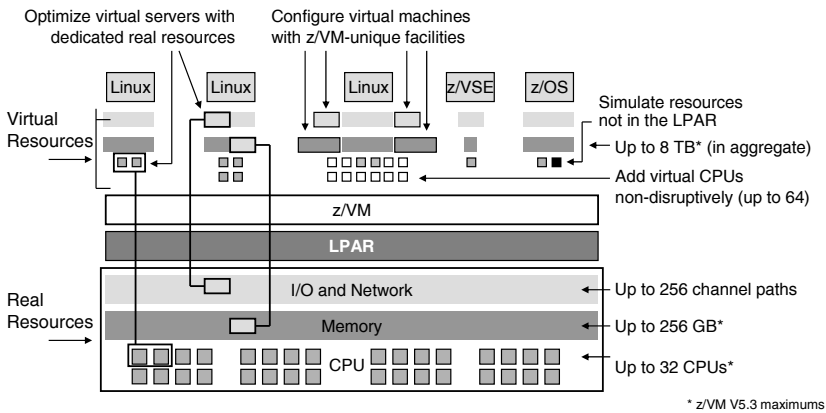 Optimize virtual servers with
dedicated real resources
Configure virtual machines
with z/VM-unique facilities
Linux
Linux
Linux
z/VSE
z/OS
Simulate resources
not in the LPAR
Virtual
Resources
Up to 8 TB* (in aggregate)
Add virtual CPUs
non-disruptively (up to 64)
z/VM
LPAR
Real
Resources
I/O and Network
Up to 256 channel paths
Memory
Up to 256 GB*
CPU
Up to 32 CPUs*
* z/VM V5.3 maximums